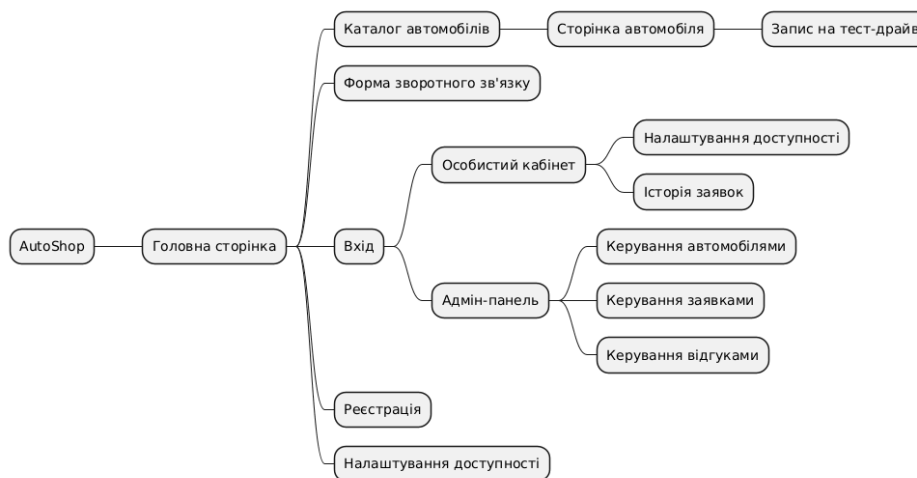 AutoShop
Головна сторінка
Каталог автомобілів
Сторінка автомобіля
Запис на тест-драйв
Форма зворотного зв'язку
Вхід
Особистий кабінет
Налаштування доступності
Історія заявок
Адмін-панель
Керування автомобілями
Керування заявками
Керування відгуками
Реєстрація
Налаштування доступності